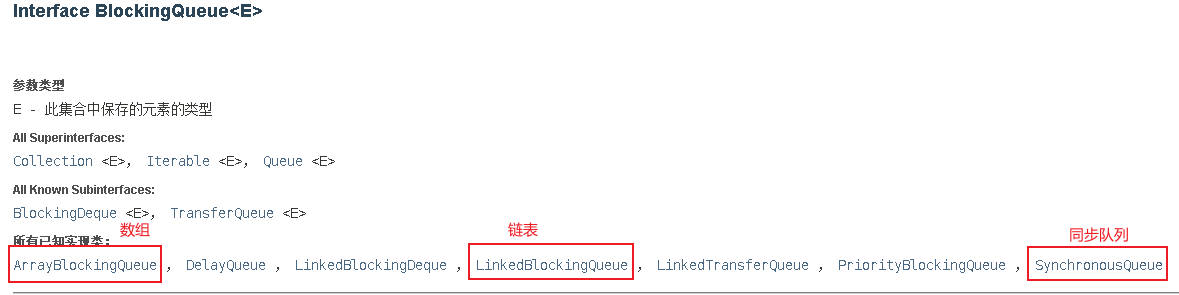 Interface BlockingQueue<E>
参数类型
E - 此集合中保存的元素的类型
All Superinterfaces:
Collection <E>, Iterable <E>, Queue <E>
All Known Subinterfaces:
BlockingDeque <E>, TransferQueue <E>
数组 链表 同步队列
所有已知实现类:
ArrayBlockingQueue , DelayQueue , LinkedBlockingDeque , LinkedBlockingQueue , LinkedTransferQueue , PriorityBlockingQueue , SynchronousQueue